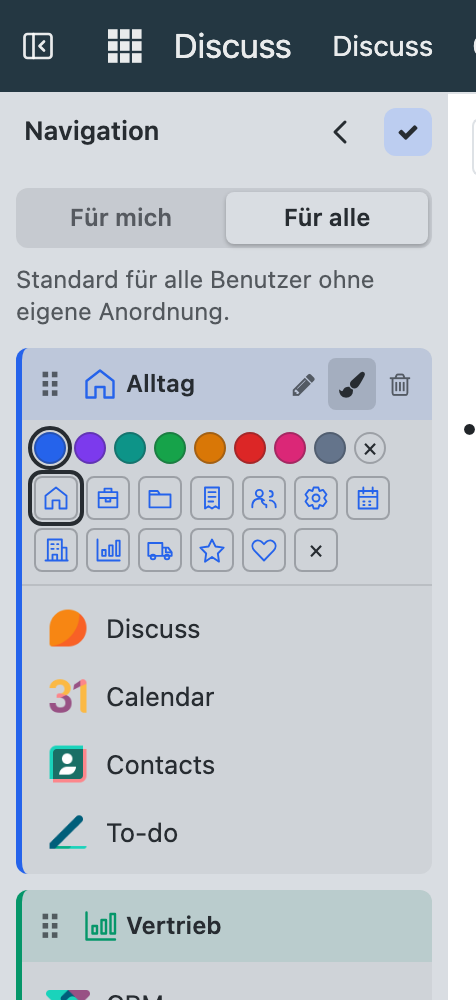 Discuss Discuss
Navigation
Für mich Für alle
Standard für alle Benutzer ohne
eigene Anordnung.
Alltag
Discuss
31 Calendar
Contacts
To-do
Vertrieb
CRM